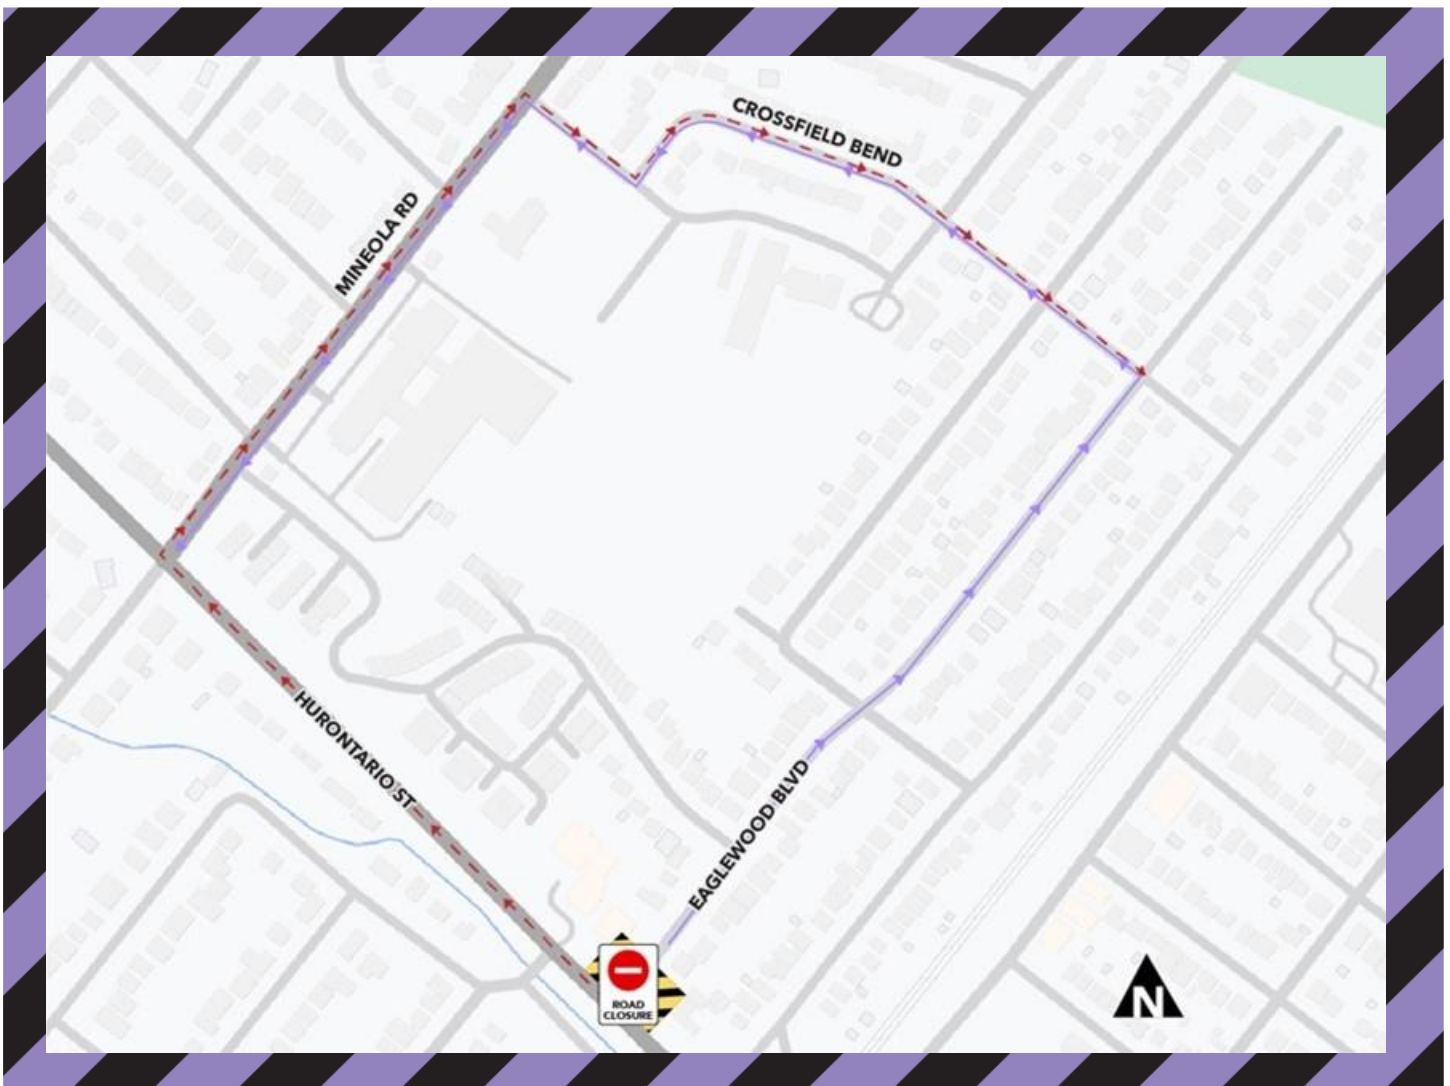 CROSSFIELD BEND
MINEOLA RD
HURONTARIO ST
EAGLEWOOD BLVD
ROAD
CLOSURE
N